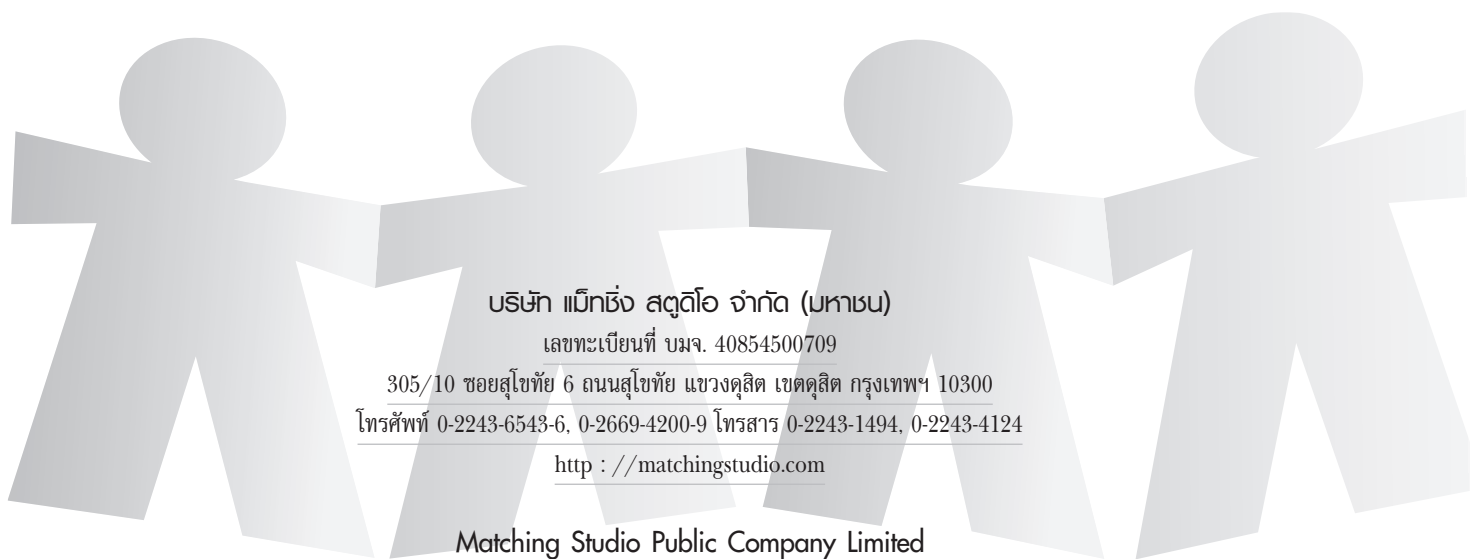 บริษัท แม็ทชิ่ง สตูดิโอ จำกัด (มหาชน)
เลขทะเบียนที่ บมจ. 40854500709
305/10 ซอยสุโขทัย 6 ถนนสุโขทัย แขวงดุสิต เขตดุสิต กรุงเทพฯ 10300
โทรศัพท์ 0-2243-6543-6, 0-2669-4200-9 โทรสาร 0-2243-1494, 0-2243-4124
http : //matchingstudio.com
Matching Studio Public Company Limited